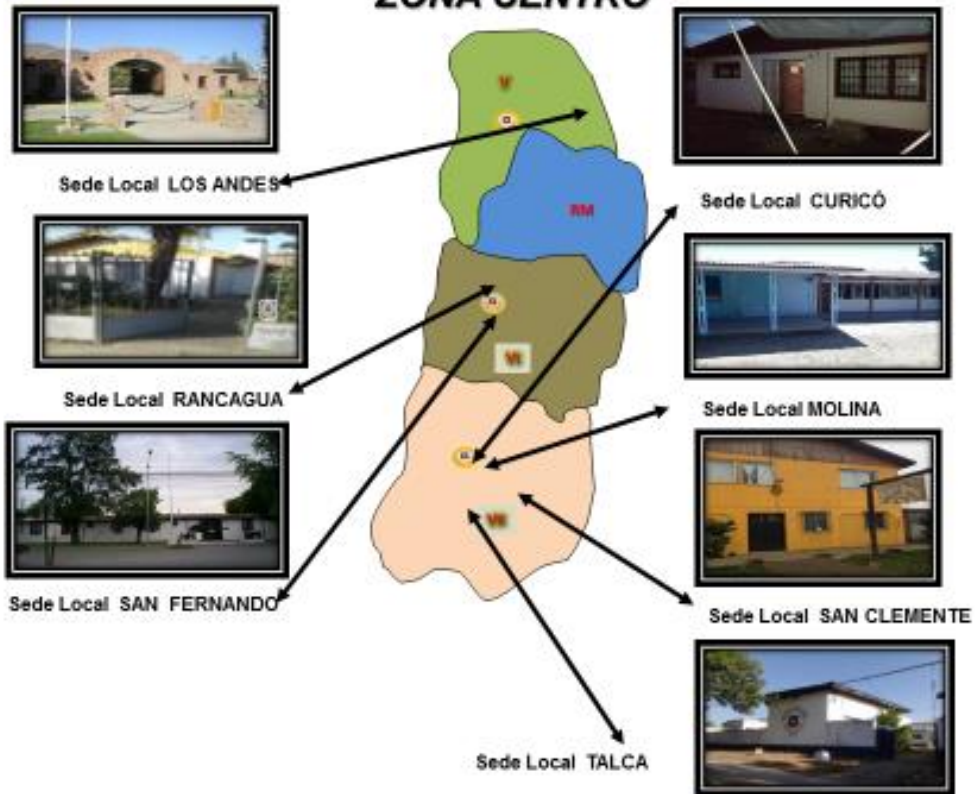 ZONA CENTRO
V
Sede Local LOS ANDES
Sede Local CURICÓ
RM
Sede Local RANCAGUA
VI
Sede Local MOLINA
VII
Sede Local SAN FERNANDO
Sede Local SAN CLEMENTE
Sede Local TALCA